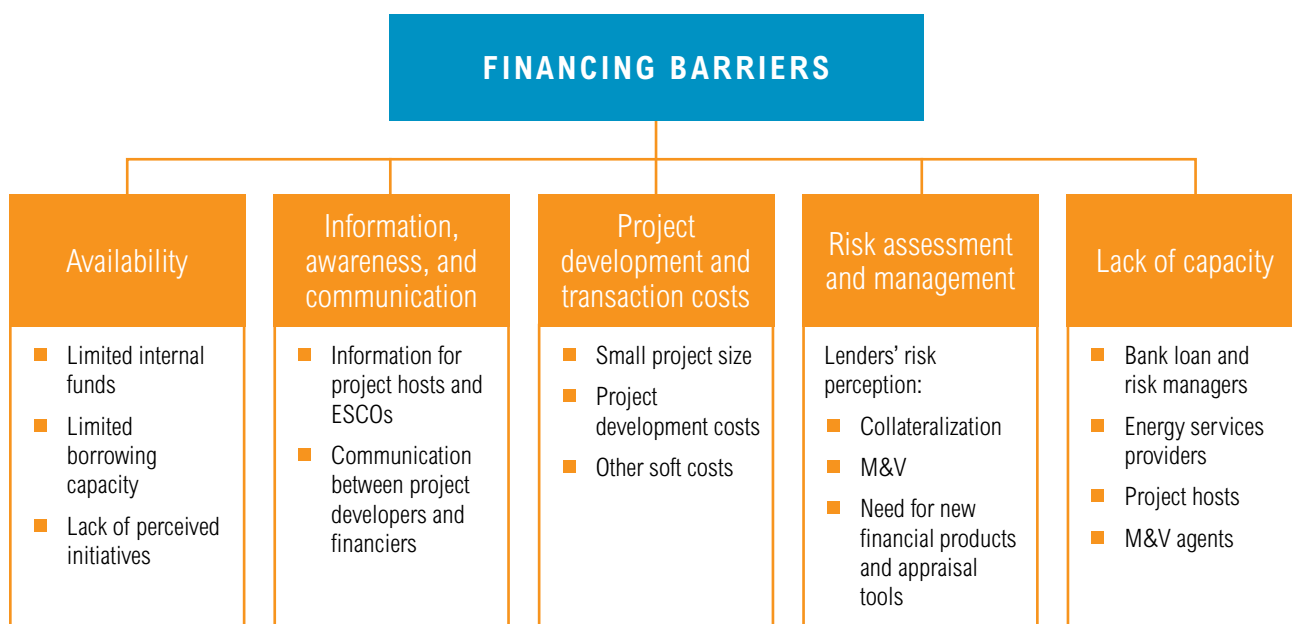 FINANCING BARRIERS
Availability
Limited internal
funds
Limited
borrowing
capacity
Lack of perceived
initiatives
Information,
awareness, and
communication
Information for
project hosts and
ESCOs
Communication
between project
developers and
financiers
Project
development and
transaction costs
Small project size
Project
development costs
Other soft costs
Risk assessment
and management
Lenders’ risk
perception:
Collateralization
M&V
Need for new
financial products
and appraisal
tools
Lack of capacity
Bank loan and
risk managers
Energy services
providers
Project hosts
M&V agents